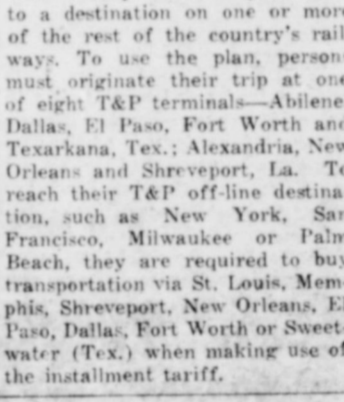 to a destination on one or more
of the rest of the country's rail
ways. To use the plan, person
must originate their trip at one
of eight T&P terminals—Abilene
Dallas, El Paso, Fort Worth and
Texarkana, Tex.; Alexandria, New
Orleans and Shreveport, La. To
reach their T&P off-line destina
tion, such as New York, San
Francisco, Milwaukee or Palm
Beach, they are required to buy
transportation via St. Louis, Mem
phis, Shreveport, New Orleans, El
Paso, Dallas, Fort Worth or Sweet
water (Tex.) when making use of
the installment tariff.